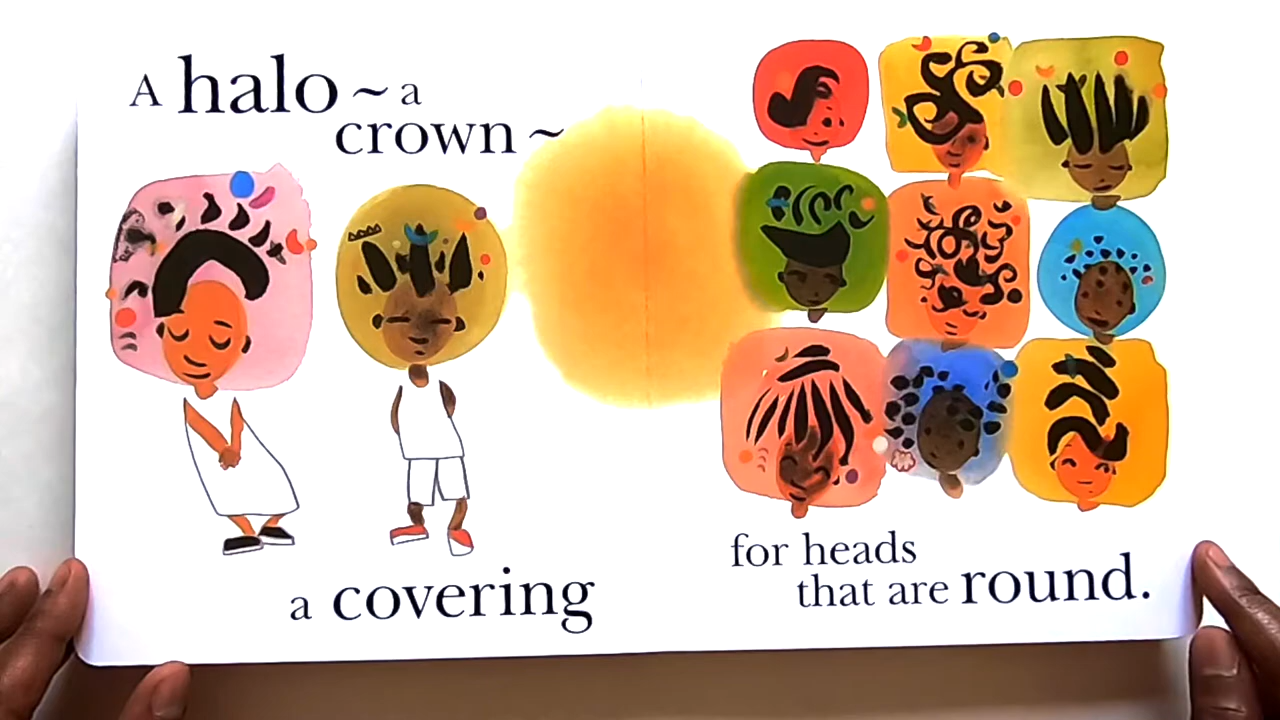 A halo ~ a
crown ~
a covering
for heads
that are round.